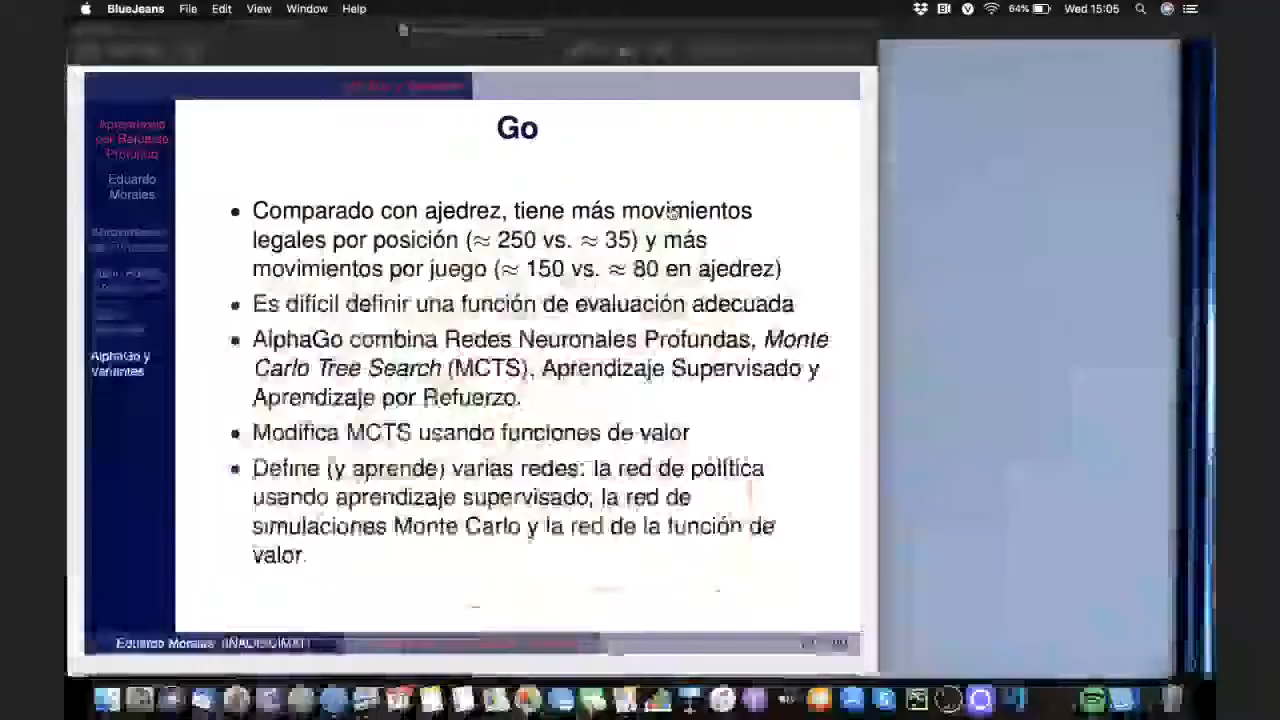 BlueJeans File Edit View Window Help
64% Wed 15:05
Go
Aprendizaje
por Refuerzo
Profundo
Eduardo
Morales
AlphaGo y
Variantes
• Comparado con ajedrez, tiene más movimientos
legales por posición (≈ 250 vs. ≈ 35) y más
movimientos por juego (≈ 150 vs. ≈ 80 en ajedrez)
• Es difícil definir una función de evaluación adecuada
• AlphaGo combina Redes Neuronales Profundas, Monte
Carlo Tree Search (MCTS), Aprendizaje Supervisado y
Aprendizaje por Refuerzo.
• Modifica MCTS usando funciones de valor
• Define (y aprende) varias redes: la red de política
usando aprendizaje supervisado, la red de
simulaciones Monte Carlo y la red de la función de
valor.
Eduardo Morales